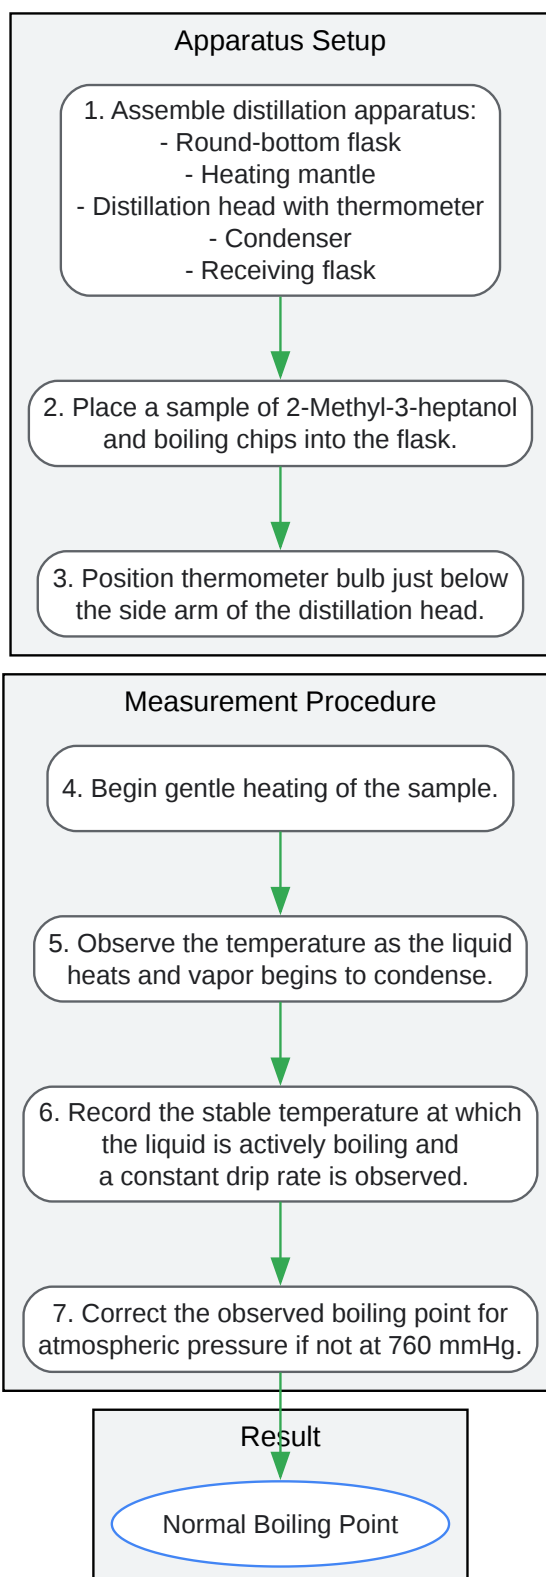 Apparatus Setup
1. Assemble distillation apparatus:
- Round-bottom flask
- Heating mantle
- Distillation head with thermometer
- Condenser
- Receiving flask
2. Place a sample of 2-Methyl-3-heptanol
and boiling chips into the flask.
3. Position thermometer bulb just below
the side arm of the distillation head.
Measurement Procedure
4. Begin gentle heating of the sample.
5. Observe the temperature as the liquid
heats and vapor begins to condense.
6. Record the stable temperature at which
the liquid is actively boiling and
a constant drip rate is observed.
7. Correct the observed boiling point for
atmospheric pressure if not at 760 mmHg.
Result
Normal Boiling Point